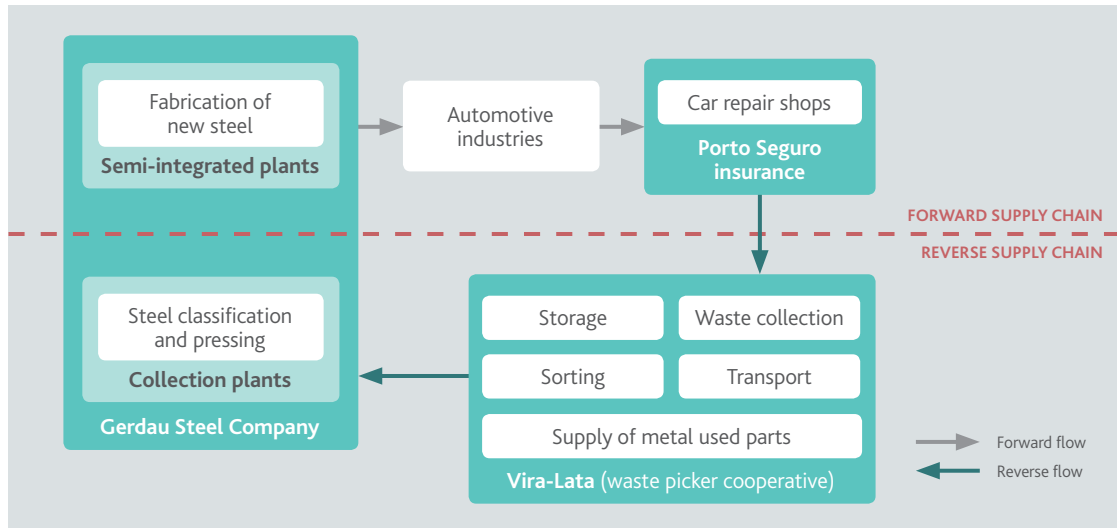 Fabrication of
new steel
Semi-integrated plants
Automotive
industries
Car repair shops
Porto Seguro
insurance
FORWARD SUPPLY CHAIN
REVERSE SUPPLY CHAIN
Steel classification
and pressing
Collection plants
Gerdau Steel Company
Storage
Waste collection
Sorting
Transport
Supply of metal used parts
Vira-Lata (waste picker cooperative)
Forward flow
Reverse flow